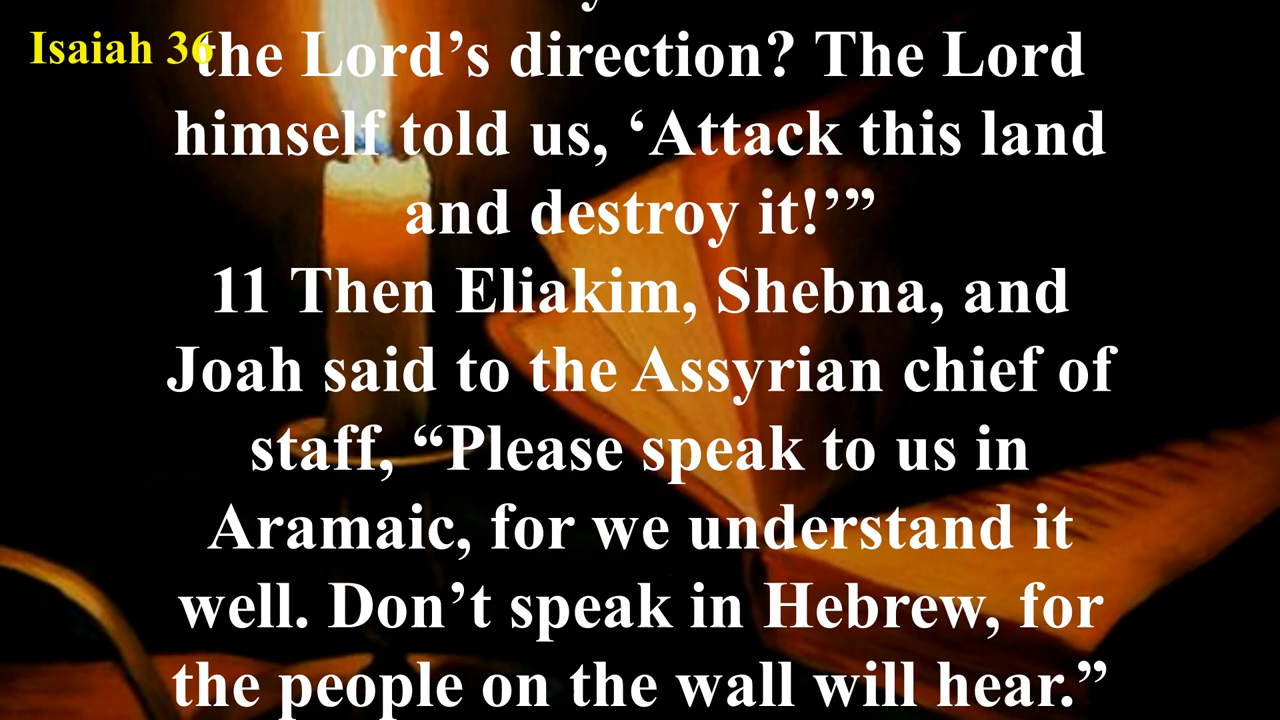 Isaiah 36
the Lord’s direction? The Lord
himself told us, ‘Attack this land
and destroy it!’”
11 Then Eliakim, Shebna, and
Joah said to the Assyrian chief of
staff, “Please speak to us in
Aramaic, for we understand it
well. Don’t speak in Hebrew, for
the people on the wall will hear.”